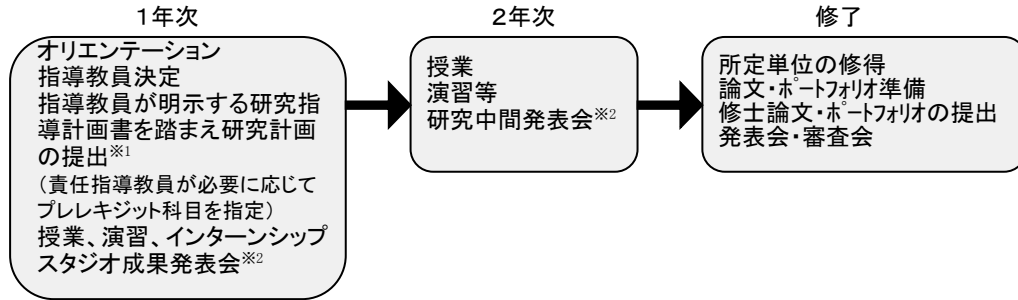 1年次
オリエンテーション
指導教員決定
指導教員が明示する研究指
導計画書を踏まえ研究計画
の提出※1
(責任指導教員が必要に応じて
プレレキジット科目を指定)
授業、演習、インターンシップ
スタジオ成果発表会※2
2年次
授業
演習等
研究中間発表会※2
修了
所定単位の修得
論文・ポートフォリオ準備
修士論文・ポートフォリオの提出
発表会・審査会